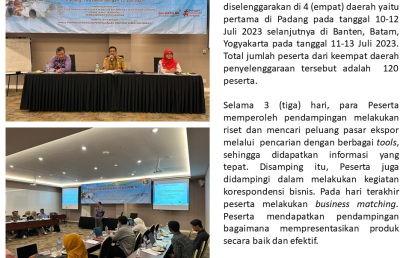 diselenggarakan di 4 (empat) daerah yaitu
pertama di Padang pada tanggal 10-12
Juli 2023 selanjutnya di Banten, Batam,
Yogyakarta pada tanggal 11-13 Juli 2023.
Total jumlah peserta dari keempat daerah
penyelenggaraan tersebut adalah 120
peserta.
Selama 3 (tiga) hari, para Peserta
memperoleh pendampingan melakukan
riset dan mencari peluang pasar ekspor
melalui pencarian dengan berbagai tools,
sehingga didapatkan informasi yang
tepat. Disamping itu, Peserta juga
didampingi dalam melakukan kegiatan
korespondensi bisnis. Pada hari terakhir
peserta melakukan business matching.
Peserta mendapatkan pendampingan
bagaimana mempresentasikan produk
secara baik dan efektif.